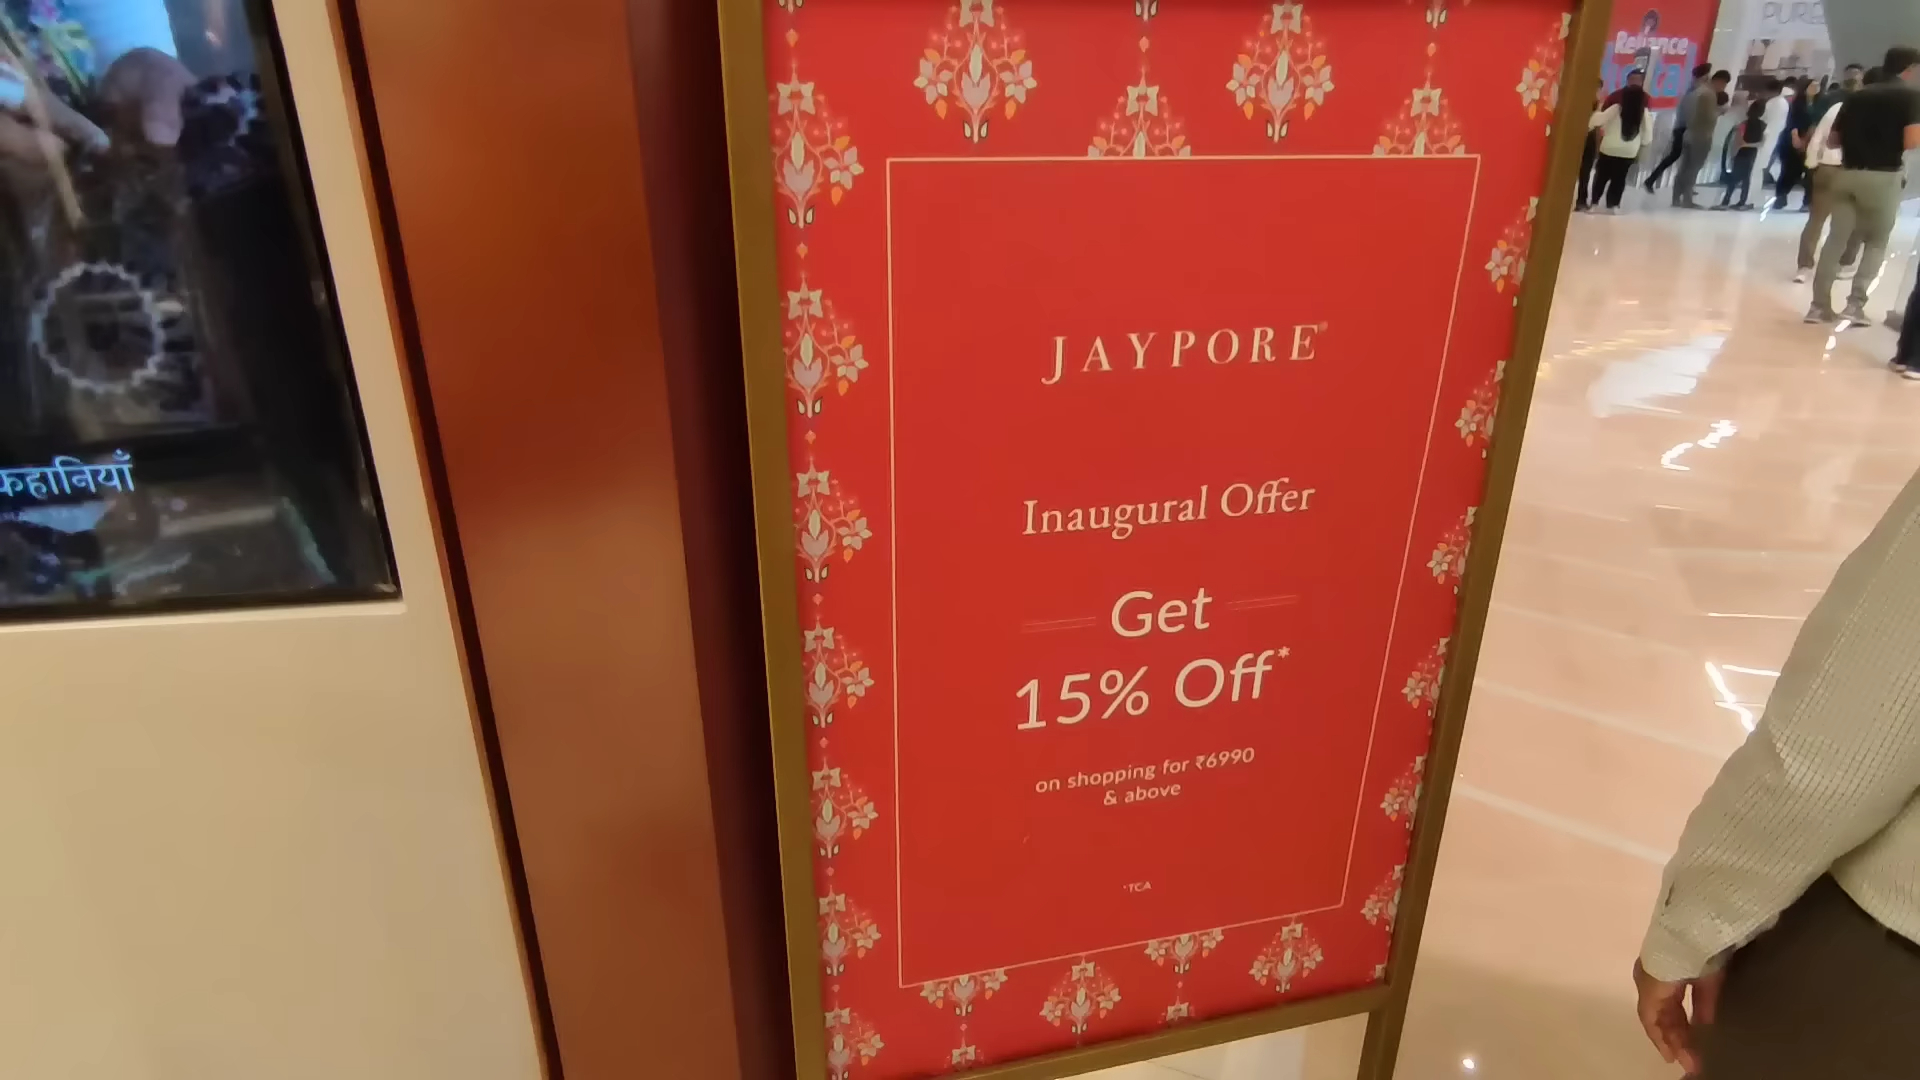 कहानियाँ
JAYPORE
Inaugural Offer
Get
15% Off*
on shopping for ₹6990
& above
*TCA
Reliance
PURE